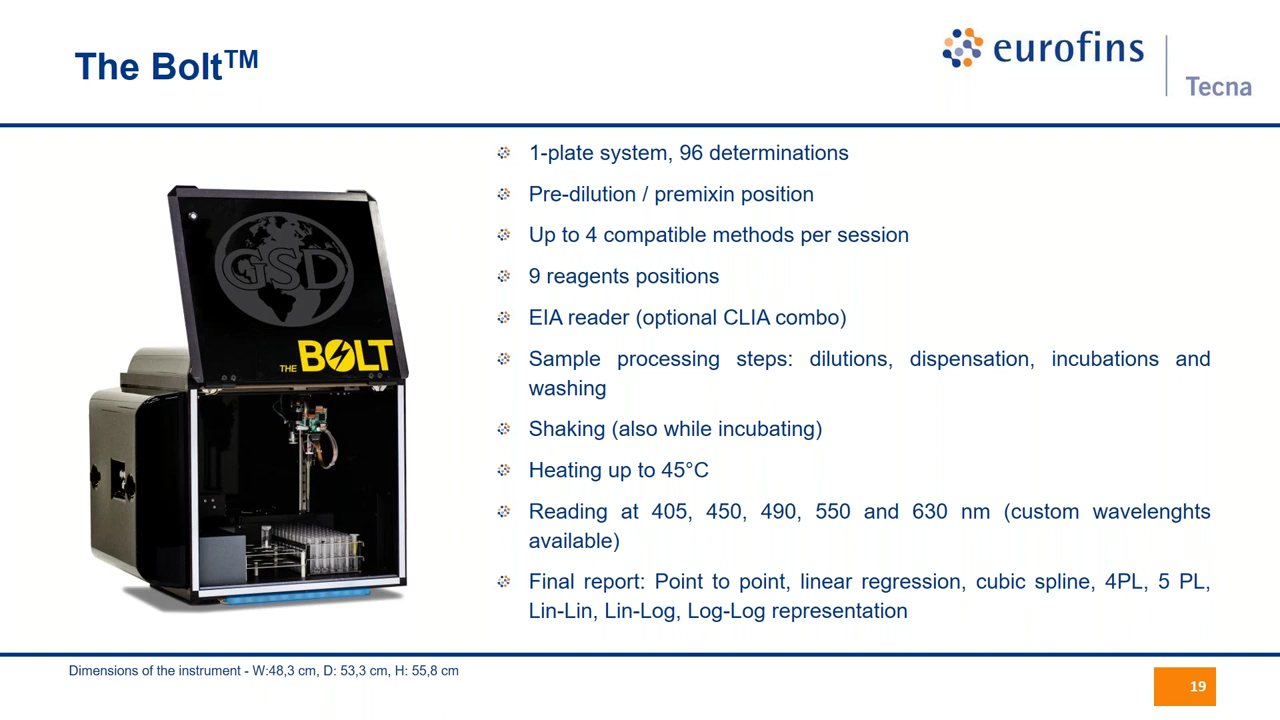 The Bolt™
eurofins
Tecna
1-plate system, 96 determinations
Pre-dilution / premixin position
Up to 4 compatible methods per session
9 reagents positions
EIA reader (optional CLIA combo)
Sample processing steps: dilutions, dispensation, incubations and
washing
Shaking (also while incubating)
Heating up to 45°C
Reading at 405, 450, 490, 550 and 630 nm (custom wavelenghts
available)
Final report: Point to point, linear regression, cubic spline, 4PL, 5 PL,
Lin-Lin, Lin-Log, Log-Log representation
GSD
THE BOLT
Dimensions of the instrument - W:48,3 cm, D: 53,3 cm, H: 55,8 cm
19